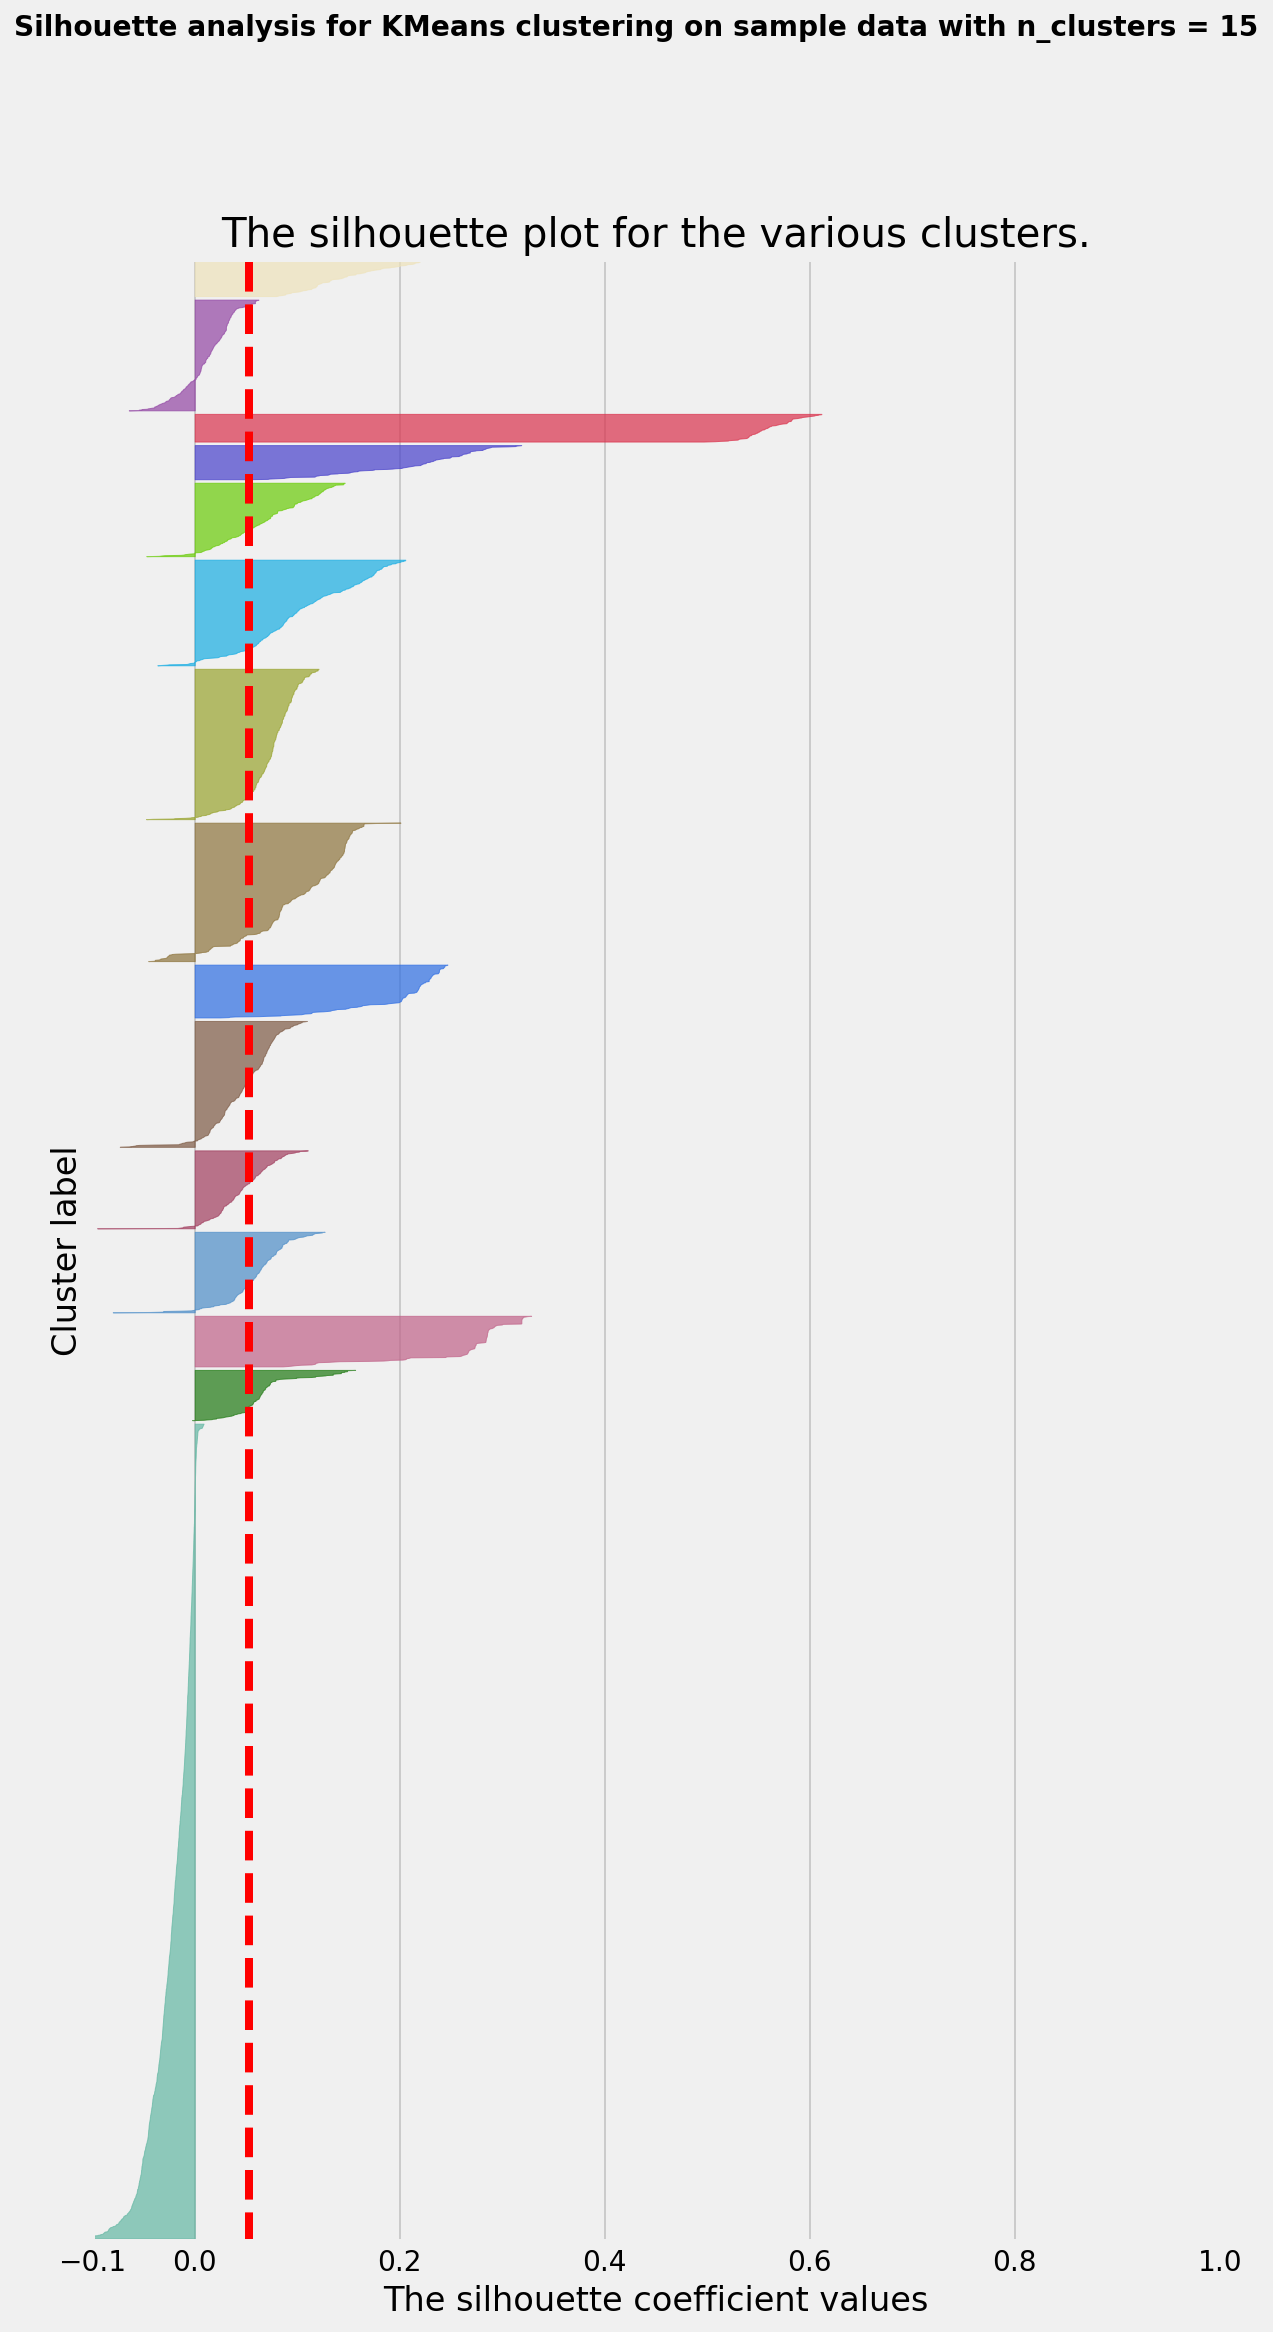 Silhouette analysis for KMeans clustering on sample data with n_clusters = 15
The silhouette plot for the various clusters.
Cluster label
−0.1 0.0 0.2 0.4 0.6 0.8 1.0
The silhouette coefficient values